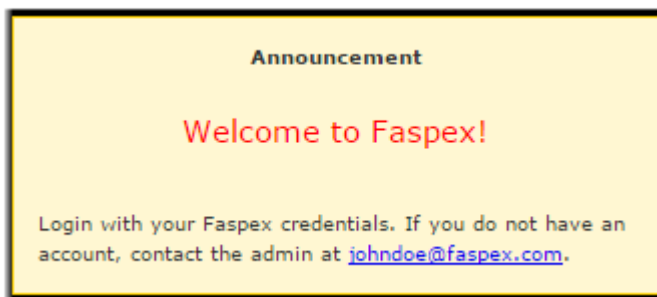 Announcement
Welcome to Faspex!
Login with your Faspex credentials. If you do not have an
account, contact the admin at johndoe@faspex.com.